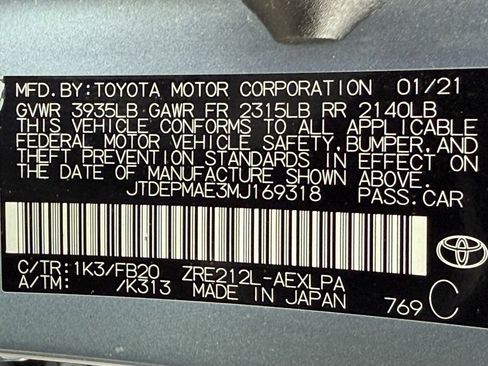 MFD.BY:TOYOTA MOTOR CORPORATION 01/21
GVWR 3935LB GAWR FR 2315LB RR 2140LB
THIS VEHICLE CONFORMS TO ALL APPLICABLE
FEDERAL MOTOR VEHICLE SAFETY,BUMPER,AND
THEFT PREVENTION STANDARDS IN EFFECT ON
THE DATE OF MANUFACTURE SHOWN ABOVE.
JTDEPMAE3MJ169318 PASS.CAR
C/TR:1K3/FB20 ZRE212L-AEXLPA
A/TM: /K313 MADE IN JAPAN 769 C